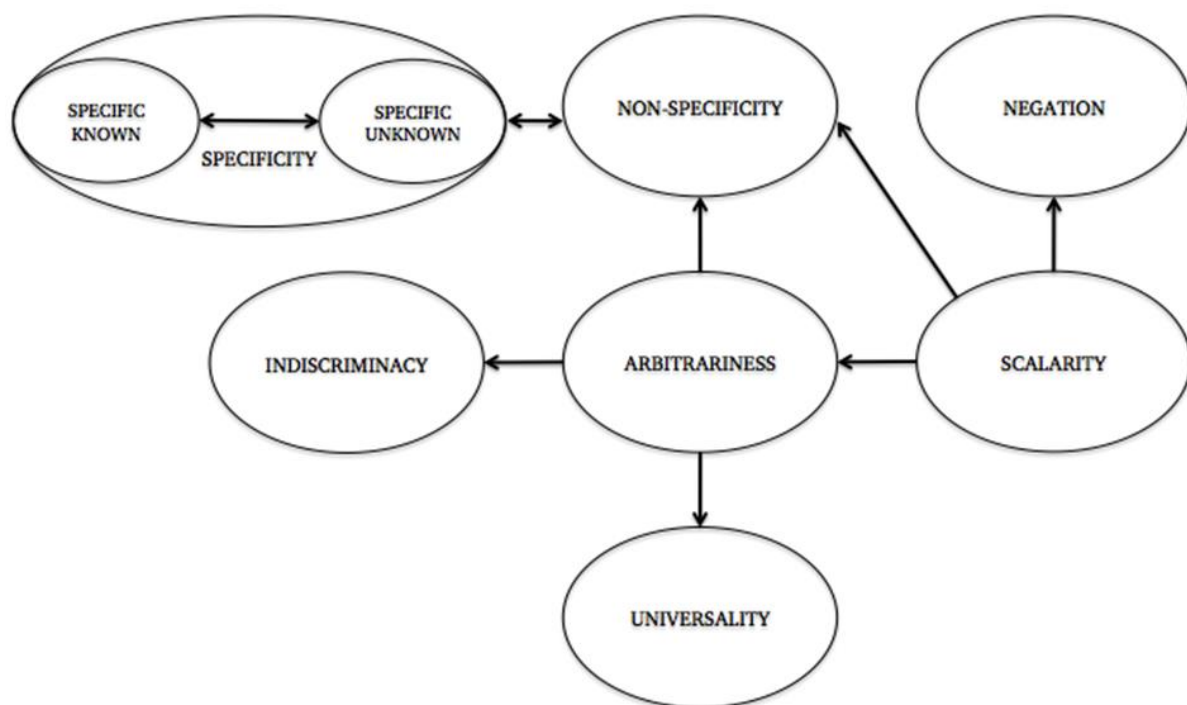 SPECIFIC
KNOWN
SPECIFIC
UNKNOWN
SPECIFICITY
NON-SPECIFICITY
NEGATION
INDISCRIMINACY
ARBITRARINESS
SCALARITY
UNIVERSALITY